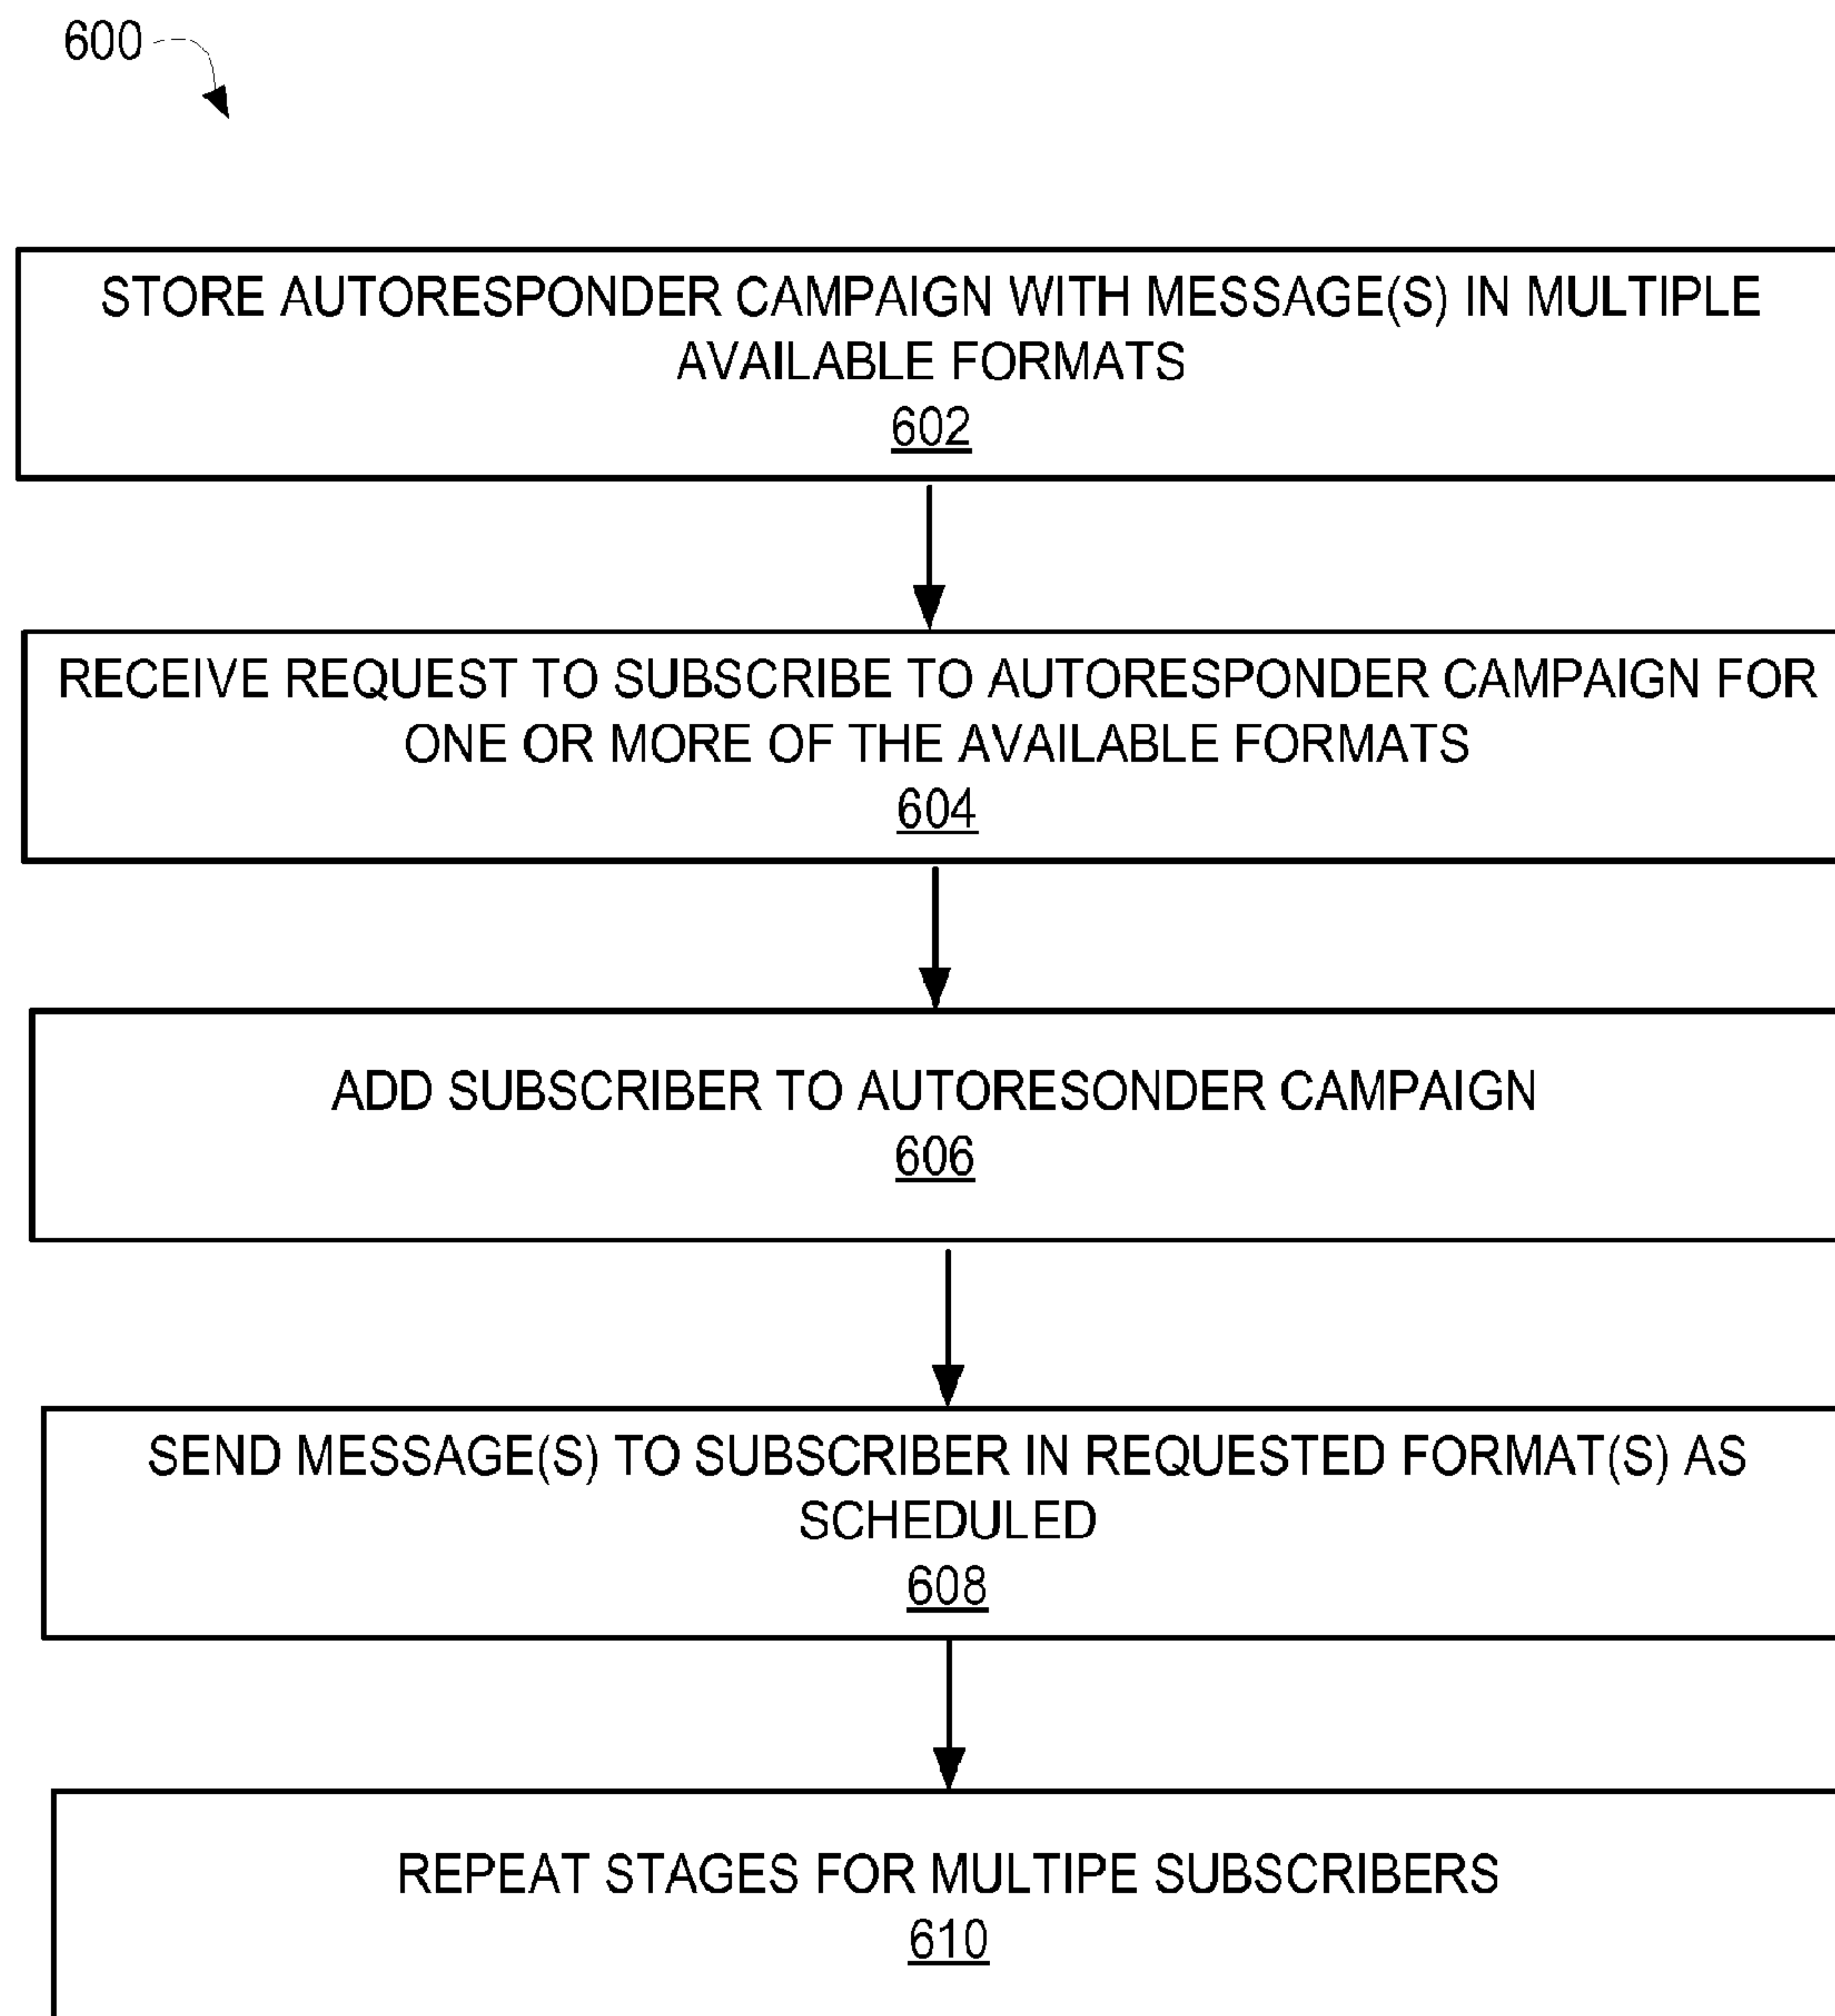 600
STORE AUTORESPONDER CAMPAIGN WITH MESSAGE(S) IN MULTIPLE
AVAILABLE FORMATS
602
RECEIVE REQUEST TO SUBSCRIBE TO AUTORESPONDER CAMPAIGN FOR
ONE OR MORE OF THE AVAILABLE FORMATS
604
ADD SUBSCRIBER TO AUTORESONDER CAMPAIGN
606
SEND MESSAGE(S) TO SUBSCRIBER IN REQUESTED FORMAT(S) AS
SCHEDULED
608
REPEAT STAGES FOR MULTIPE SUBSCRIBERS
610